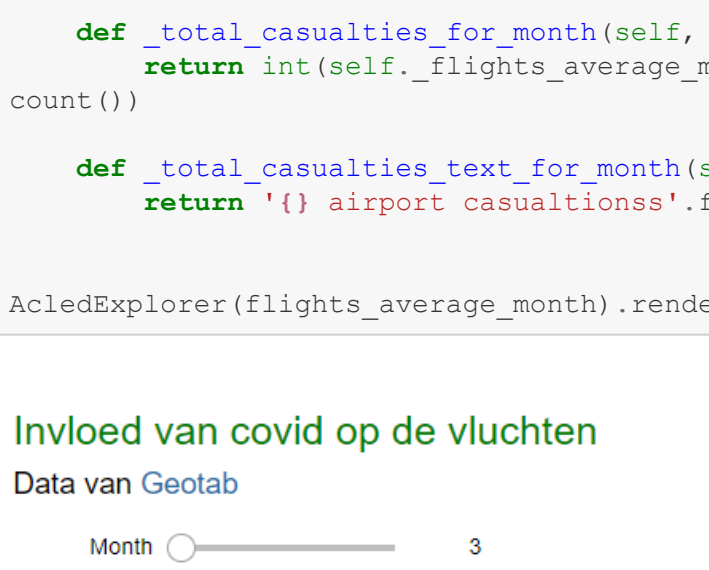 def _total_casualties_for_month(self,
return int(self._flights_average_m
count())
def _total_casualties_text_for_month(s
return '{} airport casualtionss'.f
AcledExplorer(flights_average_month).rende
Invloed van covid op de vluchten
Data van Geotab
Month 3